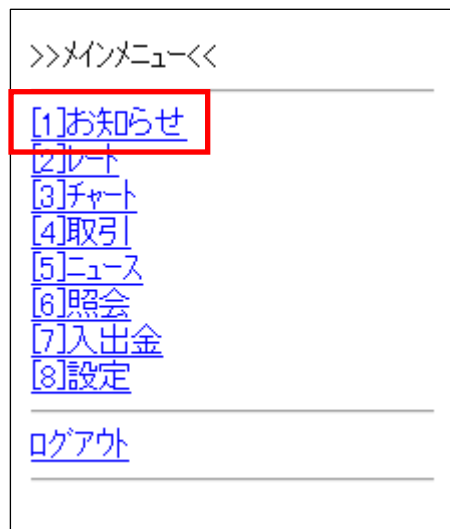 >>ﾒｲﾝﾒﾆｭｰ<<
[1]お知らせ
[2]ﾚｰﾄ
[3]ﾁｬｰﾄ
[4]取引
[5]ﾆｭｰｽ
[6]照会
[7]入出金
[8]設定
ﾛｸﾞｱｳﾄ